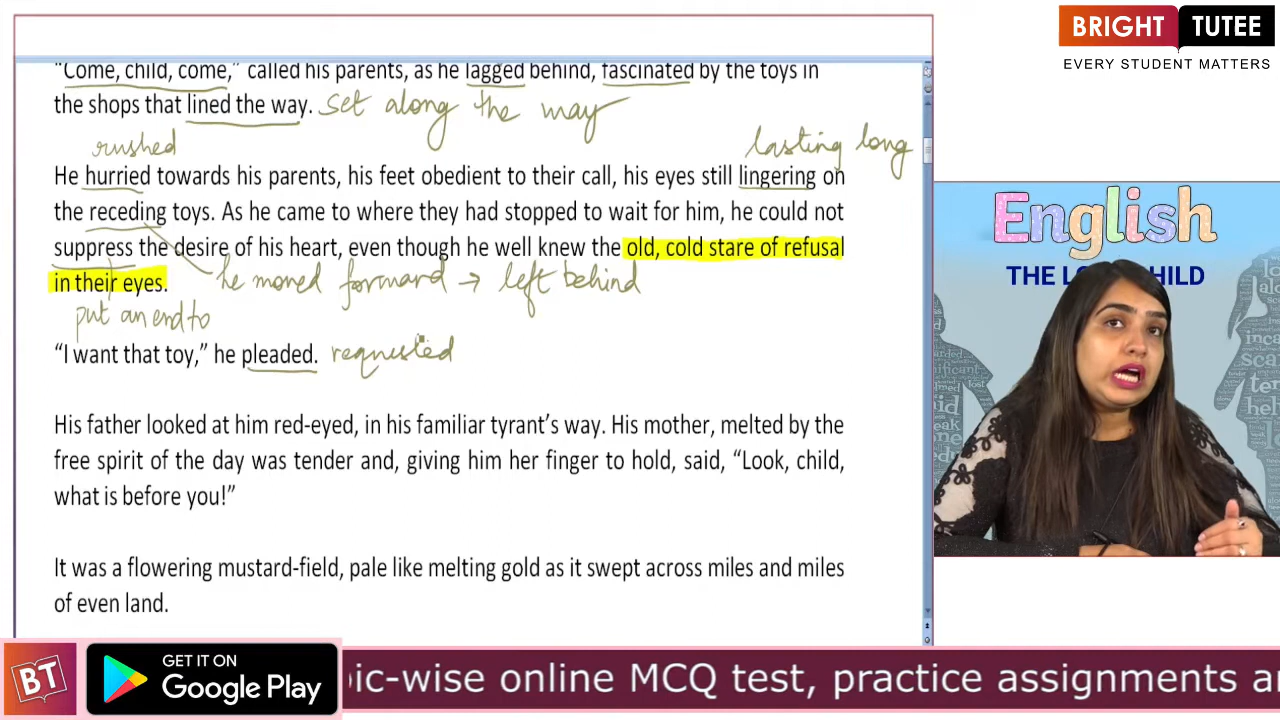 BRIGHT TUTEE
EVERY STUDENT MATTERS
"Come, child, come," called his parents, as he lagged behind, fascinated by the toys in
the shops that lined the way. set along the way
rushed
lasting long
He hurried towards his parents, his feet obedient to their call, his eyes still lingering on
the receding toys. As he came to where they had stopped to wait for him, he could not
suppress the desire of his heart, even though he well knew the old, cold stare of refusal
in their eyes. he moved forward → left behind
put an end to
"I want that toy," he pleaded. requested
His father looked at him red-eyed, in his familiar tyrant's way. His mother, melted by the
free spirit of the day was tender and, giving him her finger to hold, said, "Look, child,
what is before you!"
It was a flowering mustard-field, pale like melting gold as it swept across miles and miles
of even land.
English
THE LO CHILD
BT
GET IT ON
Google Play
pic-wise online MCQ test, practice assignments a